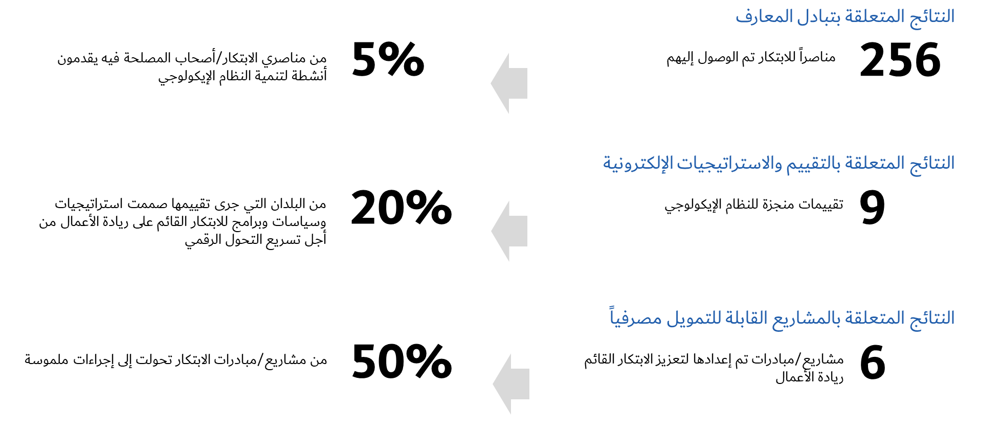 النتائج المتعلقة بتبادل المعارف
256
مناصراً للابتكار تم الوصول إليهم
5%
من مناصري الابتكار/أصحاب المصلحة فيه يقدمون
أنشطة لتنمية النظام الإيكولوجي
النتائج المتعلقة بالتقييم والاستراتيجيات الإلكترونية
9
تقييمات منجزة للنظام الإيكولوجي
20%
من البلدان التي جرى تقييمها صممت استراتيجيات
وسياسات وبرامج للابتكار القائم على ريادة الأعمال من
أجل تسريع التحول الرقمي
النتائج المتعلقة بالمشاريع القابلة للتمويل مصرفياً
6
مشاريع/مبادرات تم إعدادها لتعزيز الابتكار القائم
ريادة الأعمال
50%
من مشاريع/مبادرات الابتكار تحولت إلى إجراءات ملموسة